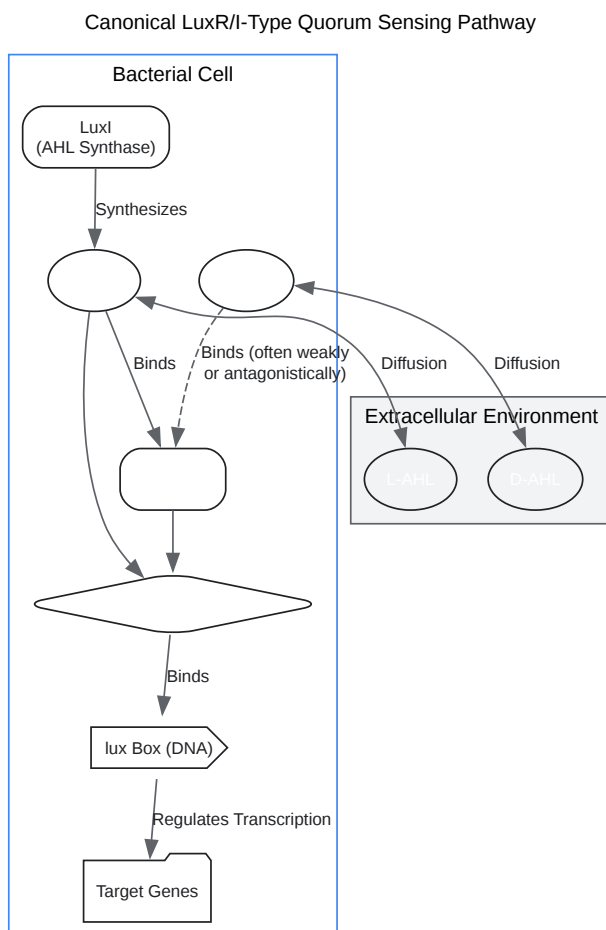 Canonical LuxR/I-Type Quorum Sensing Pathway
Bacterial Cell
LuxI
(AHL Synthase)
Synthesizes
Binds
Binds (often weakly
or antagonistically)
Diffusion
Diffusion
Extracellular Environment
L-AHL
D-AHL
Binds
lux Box (DNA)
Regulates Transcription
Target Genes